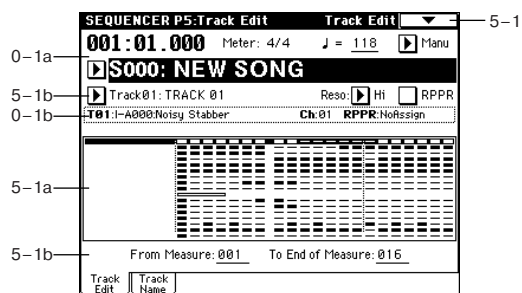 SEQUENCER P5:Track Edit Track Edit
5-1
001:01.000 Meter: 4/4 ♩ = 118 Manu
0-1a
S000: NEW SONG
5-1b
Track01: TRACK 01 Reso: Hi RPPR
0-1b
T01:I-A000:Noisy Stabber Ch:01 RPPR:NoAssign
5-1a
5-1b
From Measure: 001 To End of Measure: 016
Track Edit
Track Name